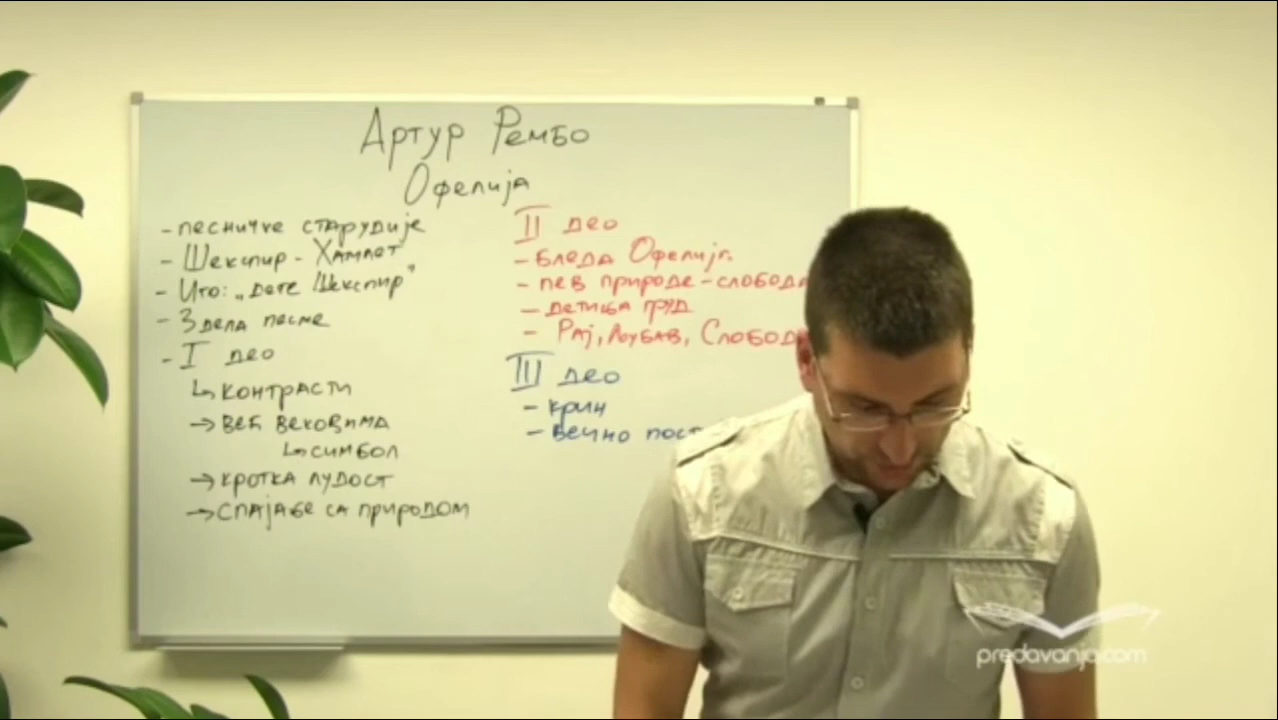 Артур Рембо
Офелија
- песничке старудије
- Шекспир - Хамлет
- Иго: „дете Шекспир"
- 3 дела песме
- I део
↳ контрасти
→ већ вековима
↳ симбол
→ кротка лудост
→ спајање са природом
II део
- бледа Офелија
- пев природе - слобода
- детиња груд
- Рај, Љубав, Слобода
III део
- крин
- вечно
predavanja.com